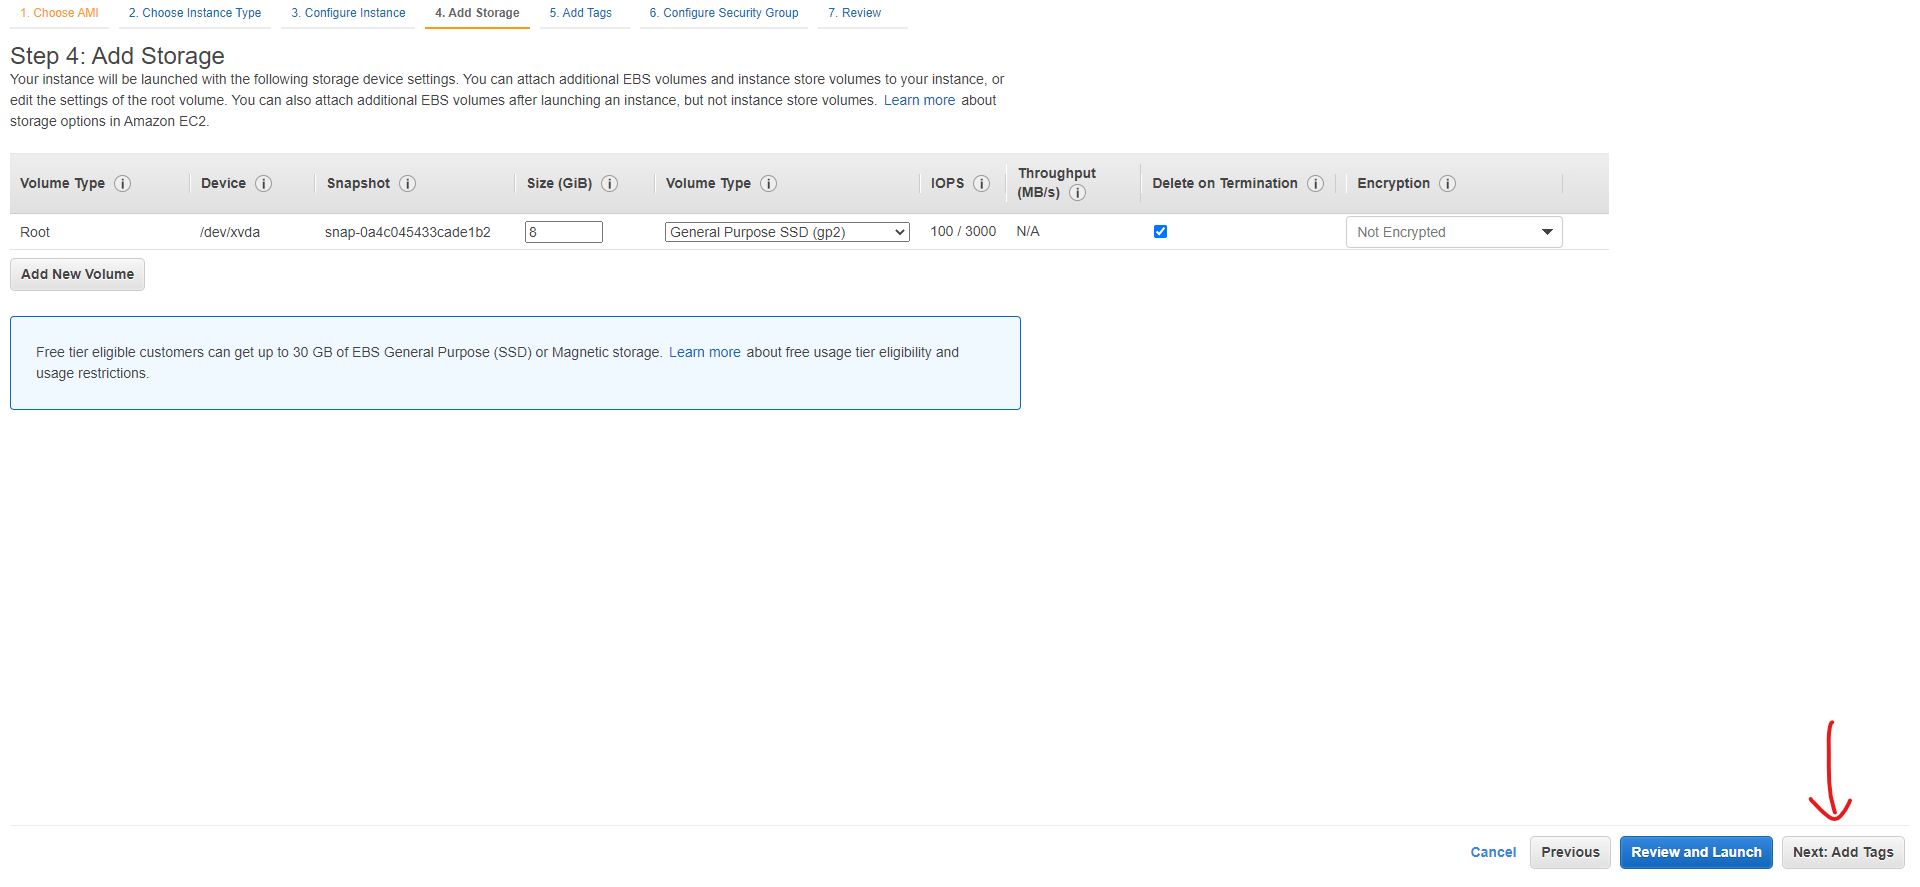 1. Choose AMI 2. Choose Instance Type 3. Configure Instance 4. Add Storage 5. Add Tags 6. Configure Security Group 7. Review
Step 4: Add Storage
Your instance will be launched with the following storage device settings. You can attach additional EBS volumes and instance store volumes to your instance, or
edit the settings of the root volume. You can also attach additional EBS volumes after launching an instance, but not instance store volumes. Learn more about
storage options in Amazon EC2.
Volume Type i Device i Snapshot i Size (GiB) i Volume Type i IOPS i Throughput (MB/s) i Delete on Termination i Encryption i
Root /dev/xvda snap-0a4c045433cade1b2 8 General Purpose SSD (gp2) 100 / 3000 N/A Not Encrypted
Add New Volume
Free tier eligible customers can get up to 30 GB of EBS General Purpose (SSD) or Magnetic storage. Learn more about free usage tier eligibility and
usage restrictions.
Cancel Previous Review and Launch Next: Add Tags